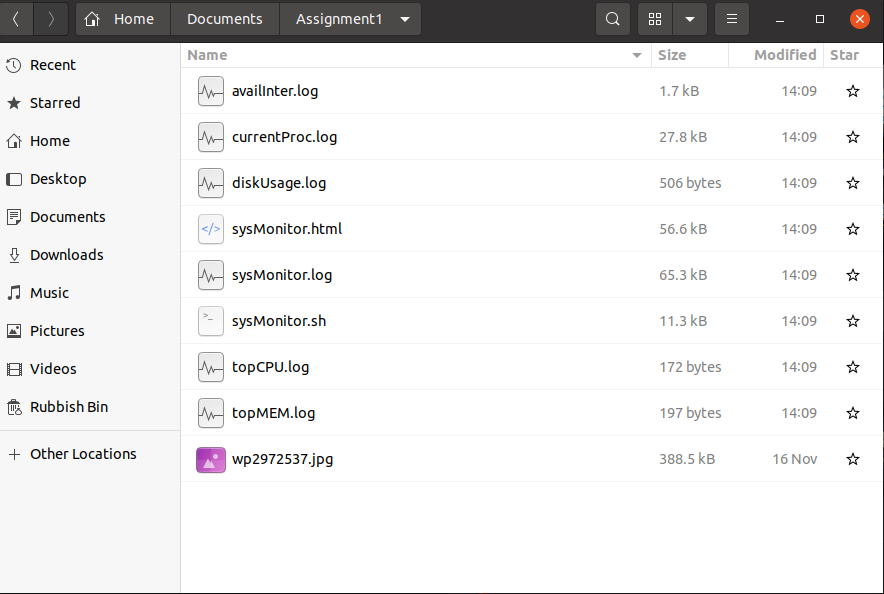 Home Documents Assignment1
Recent
Starred
Home
Desktop
Documents
Downloads
Music
Pictures
Videos
Rubbish Bin
Other Locations
Name Size Modified Star
availInter.log 1.7 kB 14:09
currentProc.log 27.8 kB 14:09
diskUsage.log 506 bytes 14:09
sysMonitor.html 56.6 kB 14:09
sysMonitor.log 65.3 kB 14:09
sysMonitor.sh 11.3 kB 14:09
topCPU.log 172 bytes 14:09
topMEM.log 197 bytes 14:09
wp2972537.jpg 388.5 kB 16 Nov